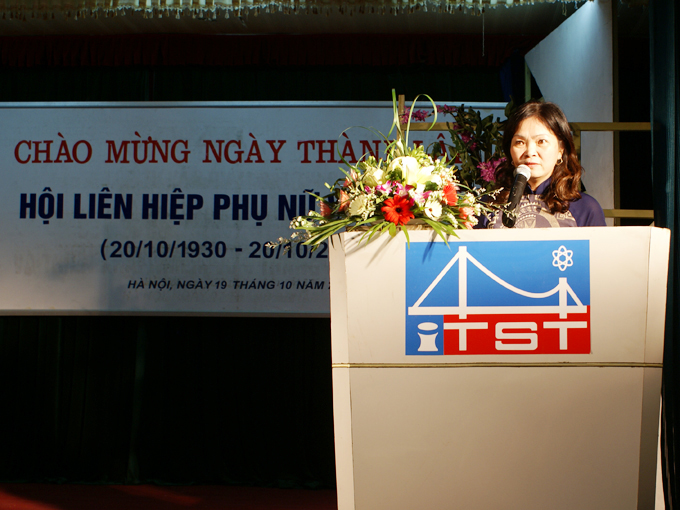 CHÀO MỪNG NGÀY THÀNH
HỘI LIÊN HIỆP PHỤ NỮ
(20/10/1930 - 20/10/2
HÀ NỘI, NGÀY 19 THÁNG 10 NĂM
iTST